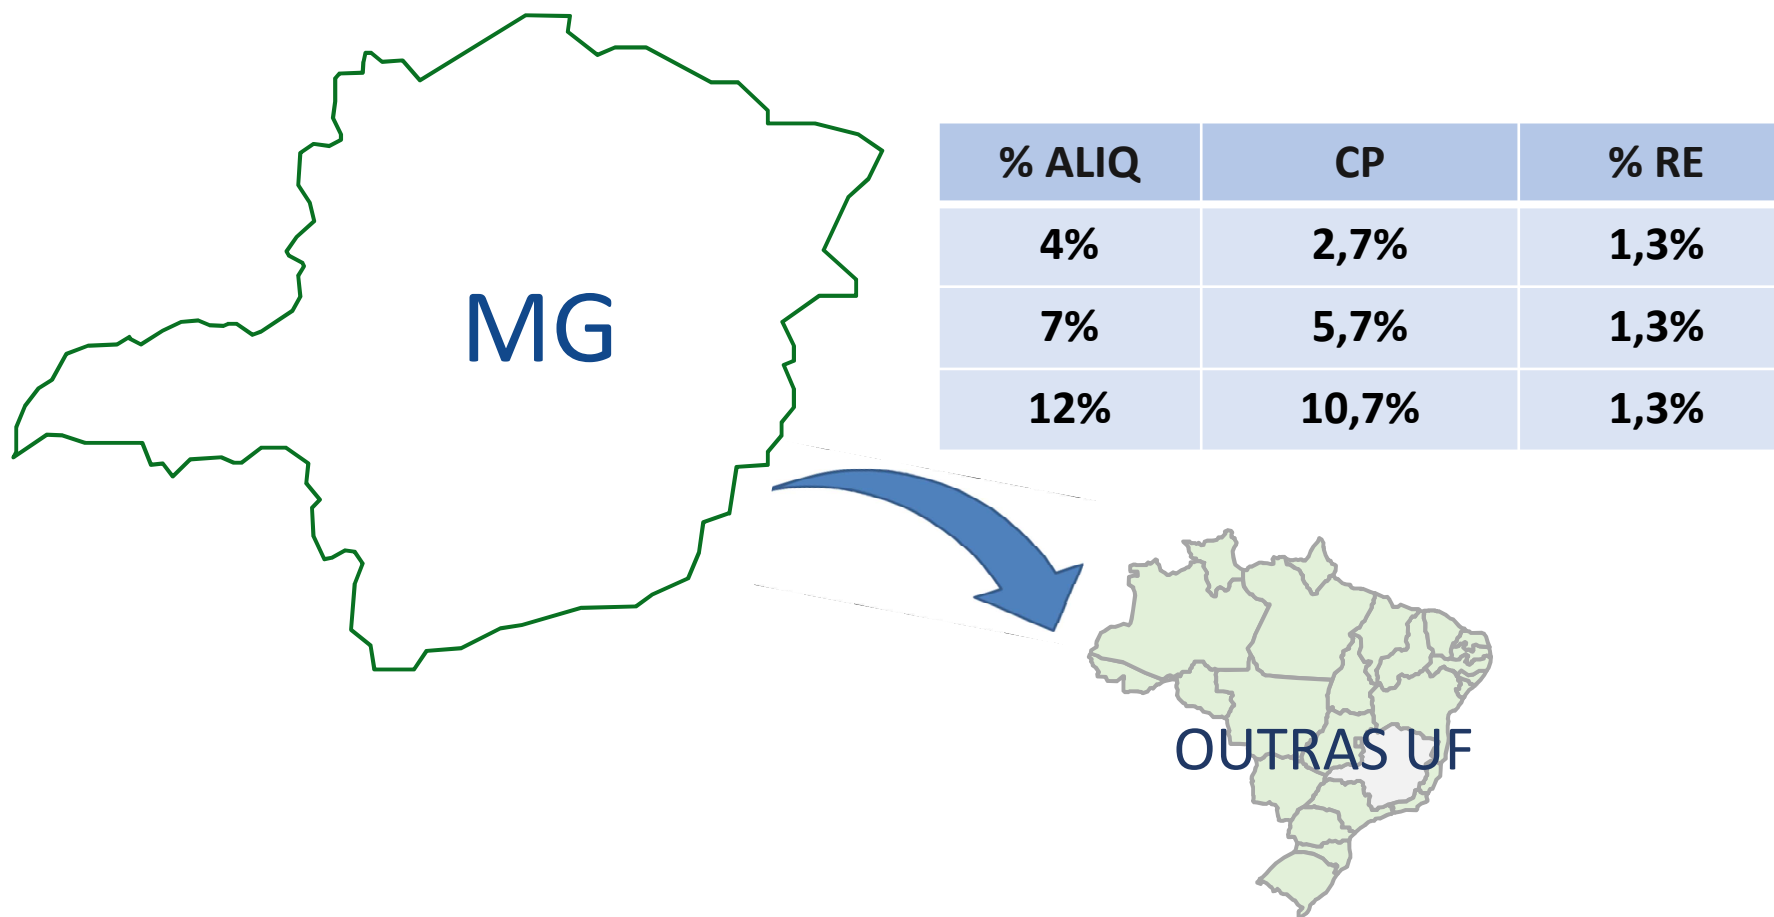 MG
% ALIQ CP % RE
4% 2,7% 1,3%
7% 5,7% 1,3%
12% 10,7% 1,3%
OUTRAS UF